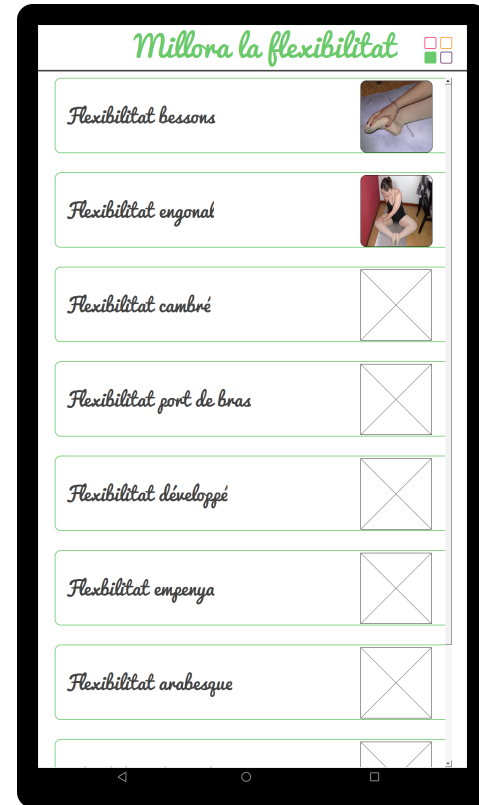 Millora la flexibilitat
Flexibilitat bessons
Flexibilitat engonal
Flexibilitat cambré
Flexibilitat port de bras
Flexibilitat développé
Flexbilitat empenya
Flexibilitat arabesque